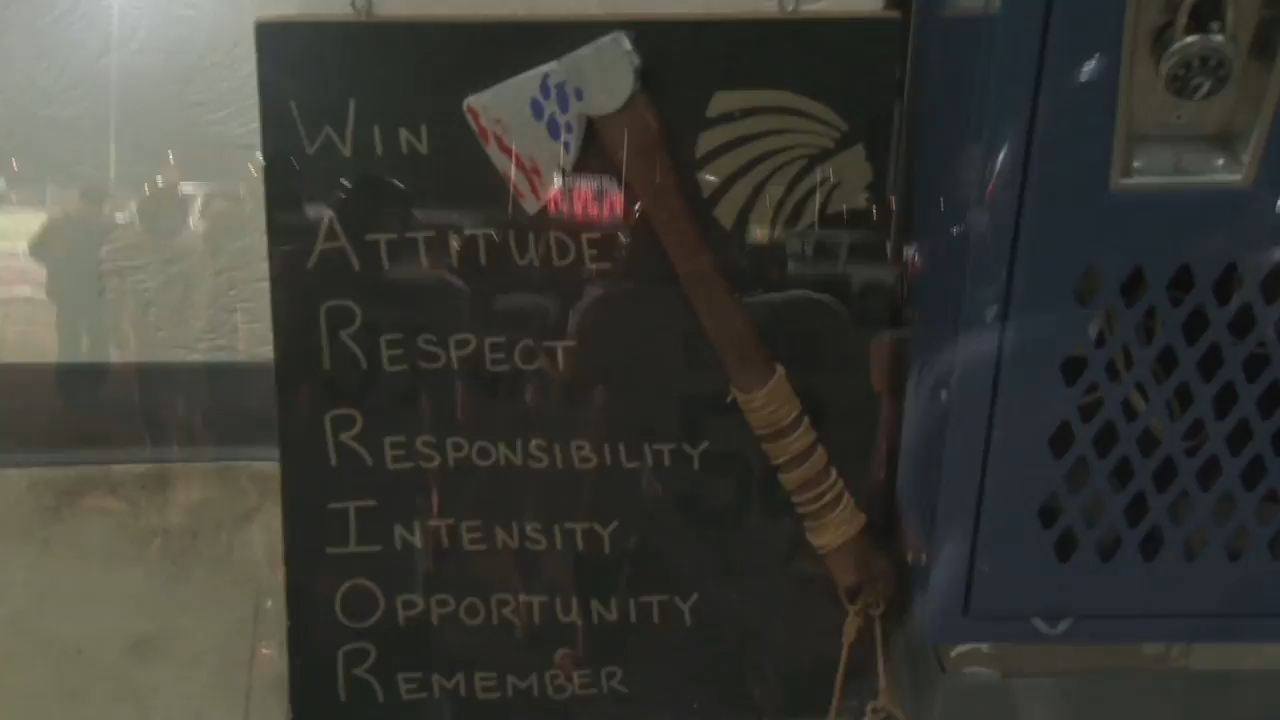 WIN
ATTITUDE
RESPECT
RESPONSIBILITY
INTENSITY
OPPORTUNITY
REMEMBER